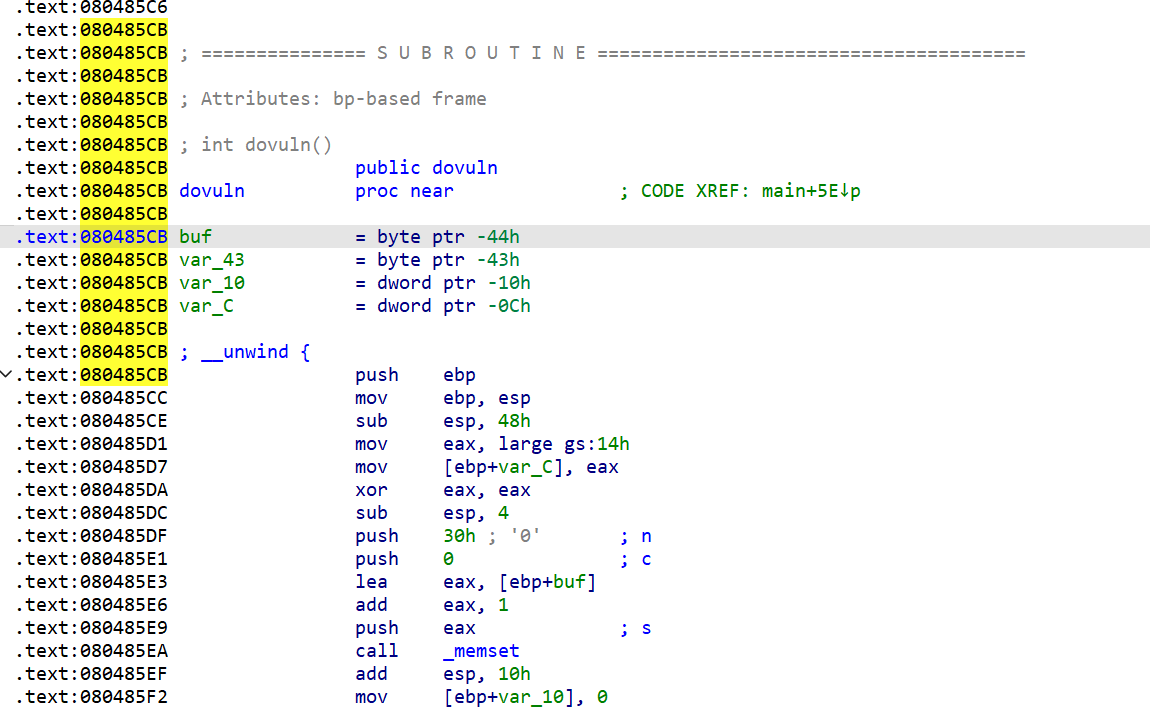 .text:080485C6
.text:080485CB
.text:080485CB ; =============== S U B R O U T I N E =======================================
.text:080485CB
.text:080485CB ; Attributes: bp-based frame
.text:080485CB
.text:080485CB ; int dovuln()
.text:080485CB                 public dovuln
.text:080485CB dovuln          proc near               ; CODE XREF: main+5E↓p
.text:080485CB
.text:080485CB buf             = byte ptr -44h
.text:080485CB var_43          = byte ptr -43h
.text:080485CB var_10          = dword ptr -10h
.text:080485CB var_C           = dword ptr -0Ch
.text:080485CB
.text:080485CB ; __unwind {
.text:080485CB                 push    ebp
.text:080485CC                 mov     ebp, esp
.text:080485CE                 sub     esp, 48h
.text:080485D1                 mov     eax, large gs:14h
.text:080485D7                 mov     [ebp+var_C], eax
.text:080485DA                 xor     eax, eax
.text:080485DC                 sub     esp, 4
.text:080485DF                 push    30h ; '0'       ; n
.text:080485E1                 push    0               ; c
.text:080485E3                 lea     eax, [ebp+buf]
.text:080485E6                 add     eax, 1
.text:080485E9                 push    eax             ; s
.text:080485EA                 call    _memset
.text:080485EF                 add     esp, 10h
.text:080485F2                 mov     [ebp+var_10], 0